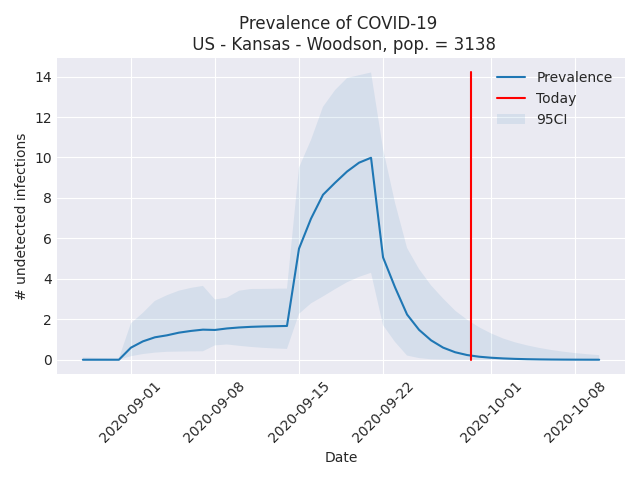 Prevalence of COVID-19
US - Kansas - Woodson, pop. = 3138
14
12
10
8
6
4
2
0
# undetected infections
Prevalence
Today
95CI
2020-09-01
2020-09-08
2020-09-15
2020-09-22
2020-10-01
2020-10-08
Date